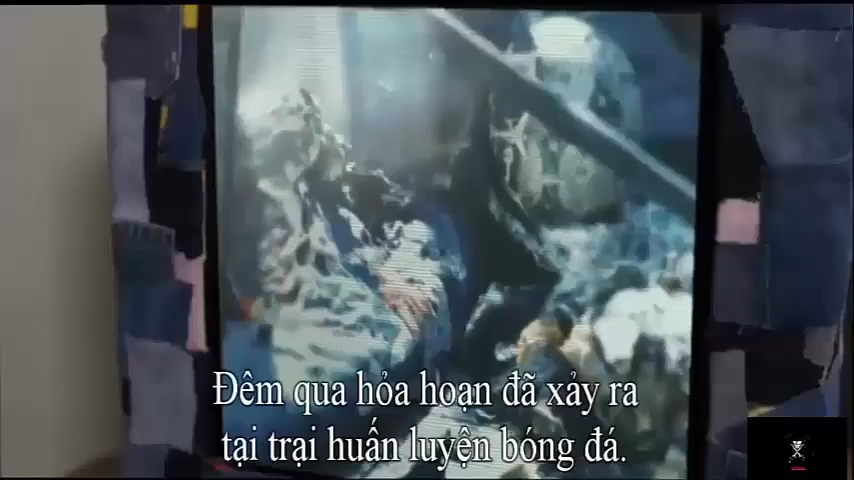 Đêm qua hỏa hoạn đã xảy ra
tại trại huấn luyện bóng đá.